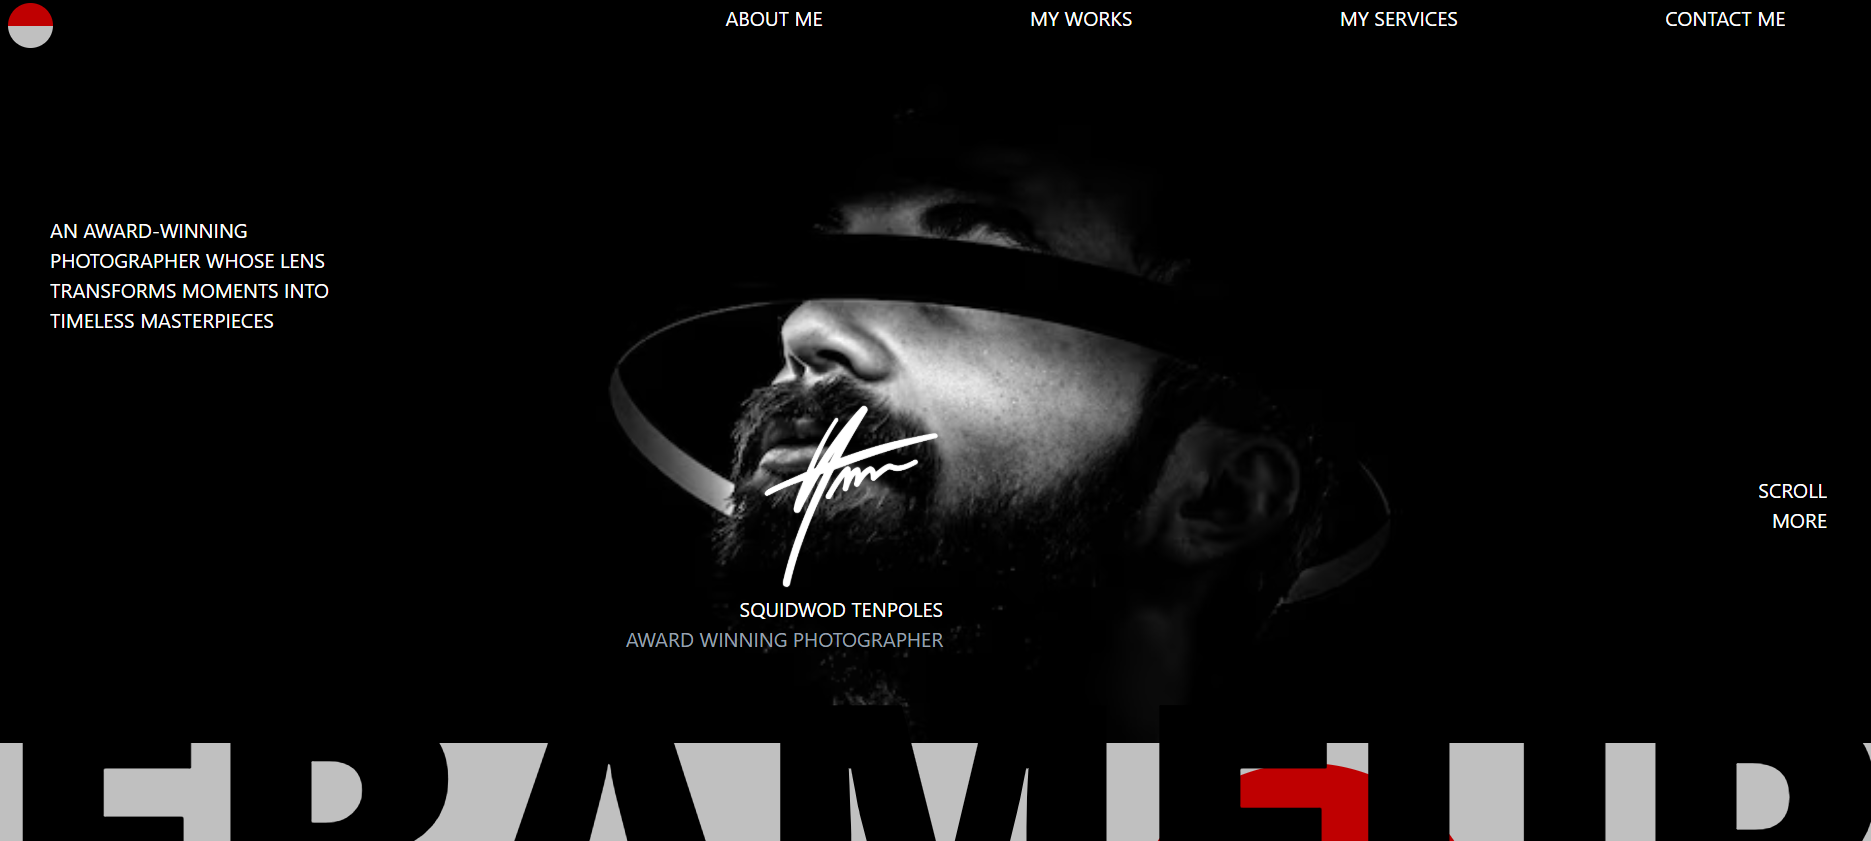 ABOUT ME
MY WORKS
MY SERVICES
CONTACT ME
AN AWARD-WINNING
PHOTOGRAPHER WHOSE LENS
TRANSFORMS MOMENTS INTO
TIMELESS MASTERPIECES
SCROLL
MORE
SQUIDWOD TENPOLES
AWARD WINNING PHOTOGRAPHER